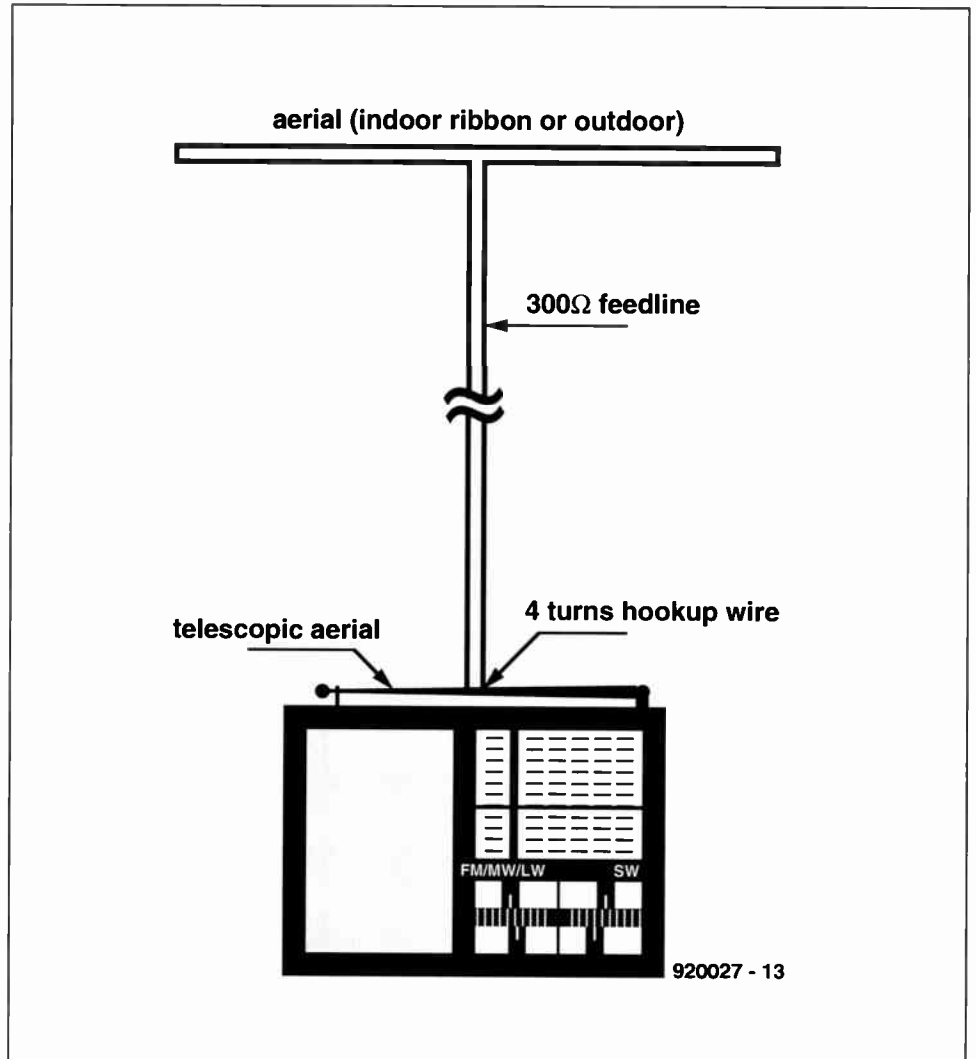 aerial (indoor ribbon or outdoor)
300Ω feedline
telescopic aerial
4 turns hookup wire
FM/MW/LW SW
920027 - 13